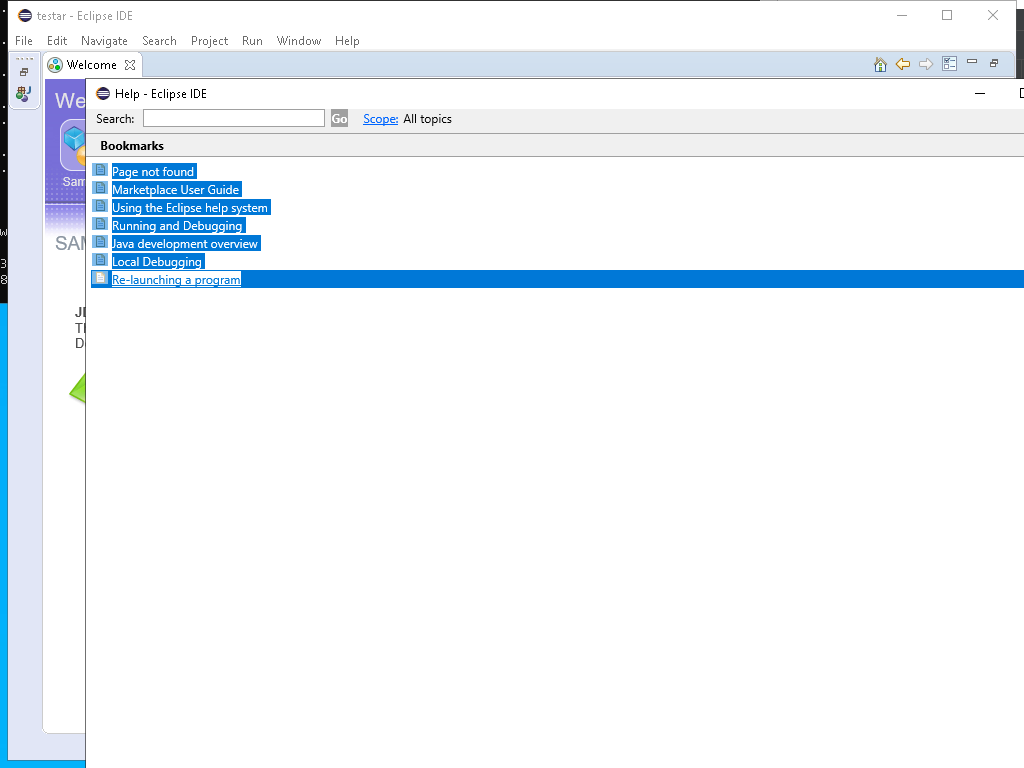 testar - Eclipse IDE
File Edit Navigate Search Project Run Window Help
Welcome
We
Help - Eclipse IDE
Search: Go Scope: All topics
Bookmarks
Page not found
Marketplace User Guide
Using the Eclipse help system
Running and Debugging
Java development overview
Local Debugging
Re-launching a program
Sam
SAM
W
3
8